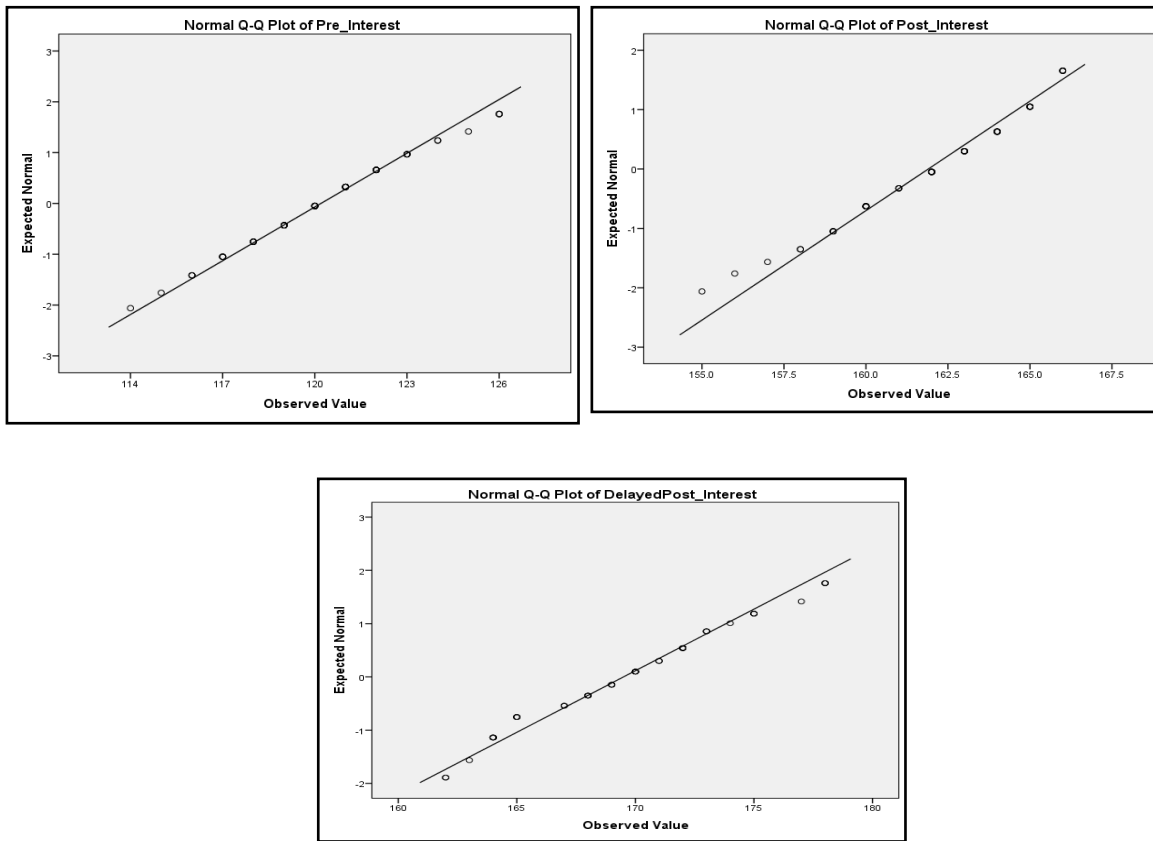 Normal Q-Q Plot of Pre_Interest
3
2
1
0
-1
-2
-3
Expected Normal
114 117 120 123 126
Observed Value
Normal Q-Q Plot of Post_Interest
2
1
0
-1
-2
-3
Expected Normal
155.0 157.5 160.0 162.5 165.0 167.5
Observed Value
Normal Q-Q Plot of DelayedPost_Interest
3
2
1
0
-1
-2
Expected Normal
160 165 170 175 180
Observed Value